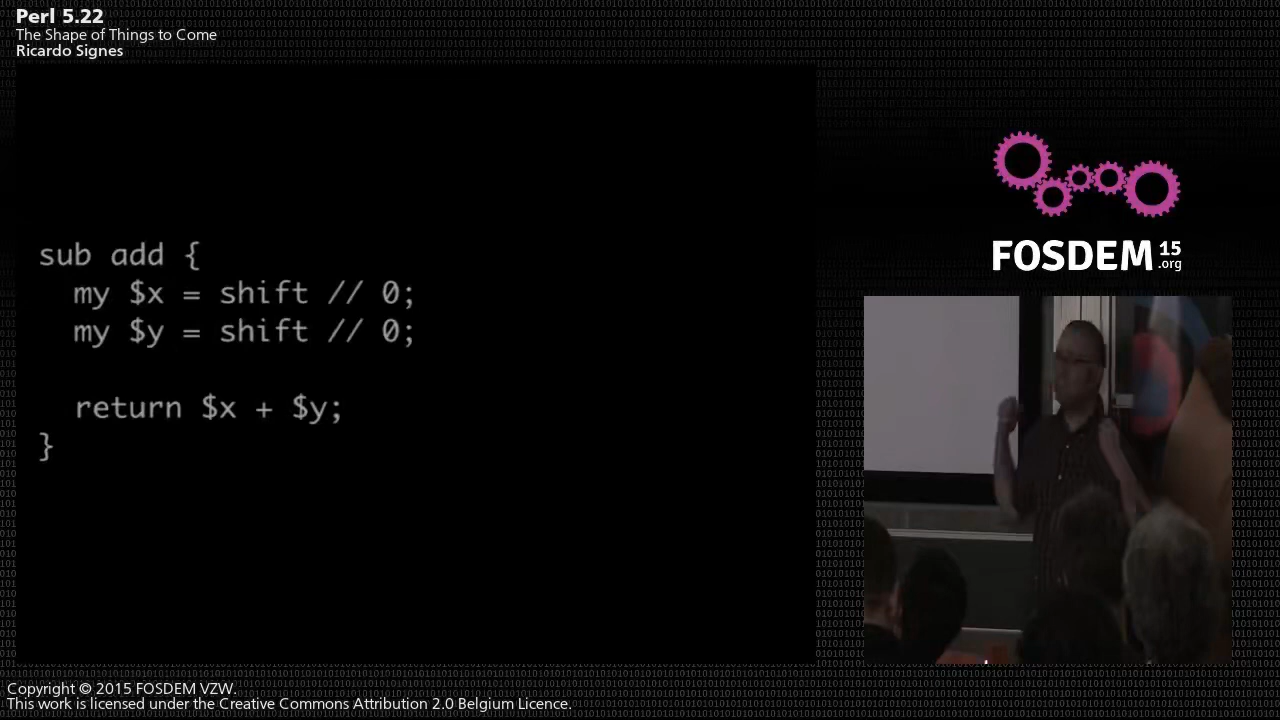 Perl 5.22
The Shape of Things to Come
Ricardo Signes
sub add {
  my $x = shift // 0;
  my $y = shift // 0;
  return $x + $y;
}
FOSDEM 15
.org
Copyright © 2015 FOSDEM VZW.
This work is licensed under the Creative Commons Attribution 2.0 Belgium Licence.